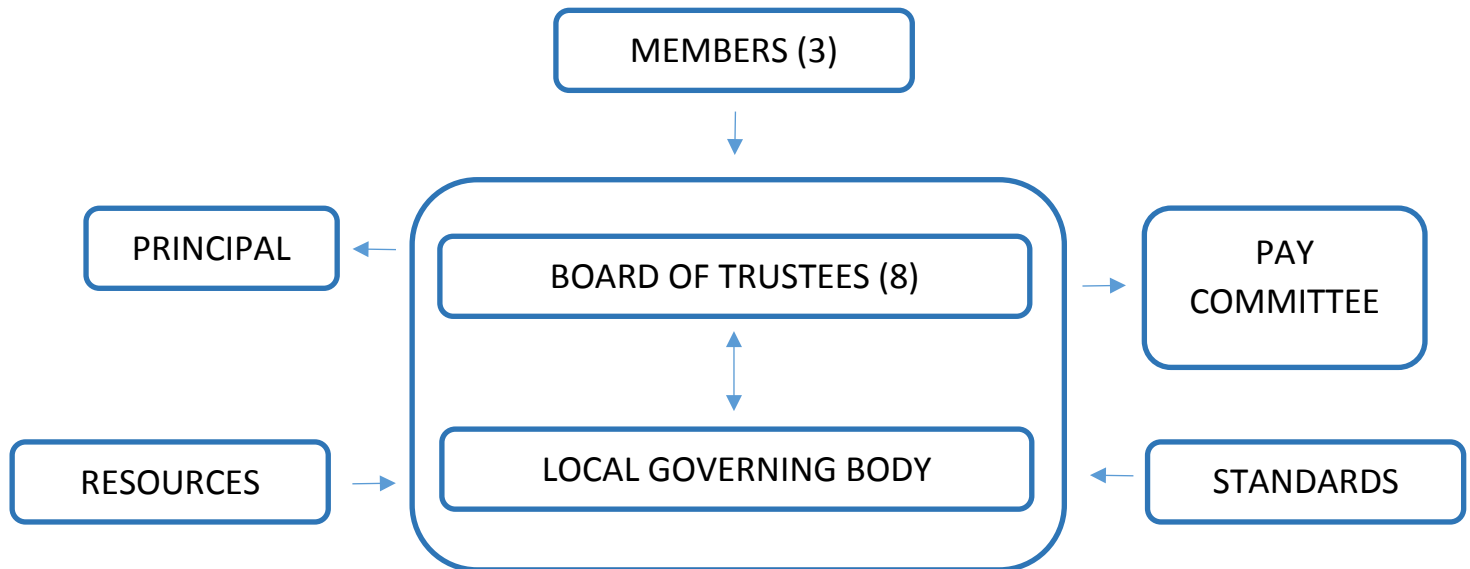 MEMBERS (3)
PRINCIPAL
BOARD OF TRUSTEES (8)
PAY
COMMITTEE
RESOURCES
LOCAL GOVERNING BODY
STANDARDS